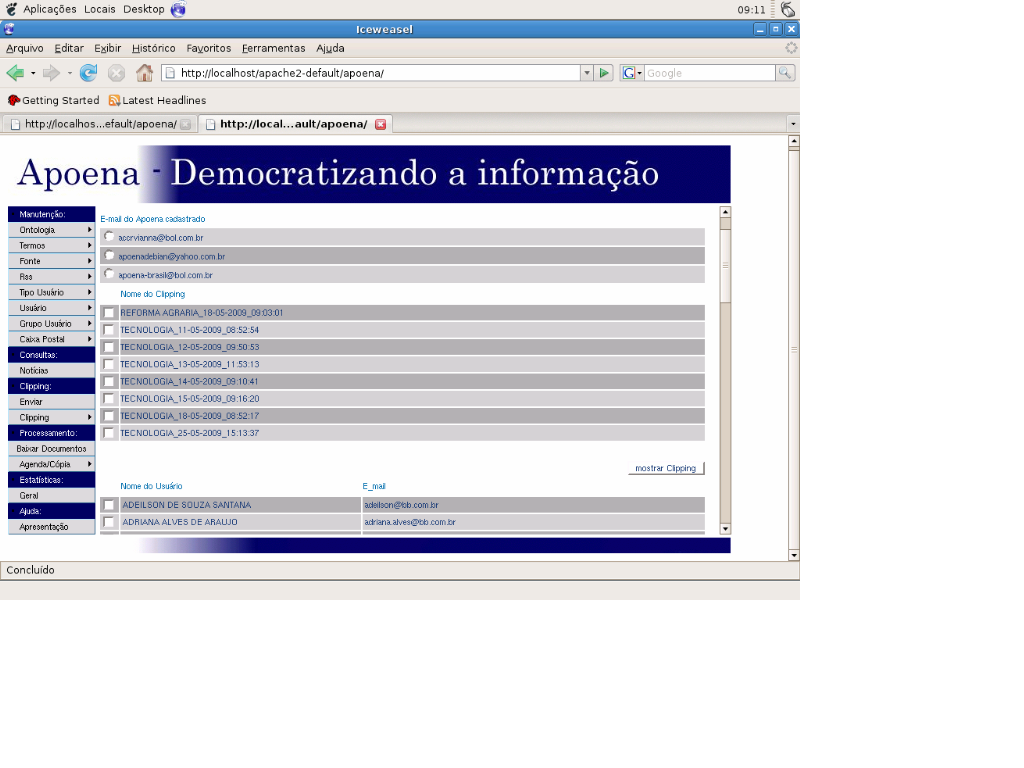 Aplicações Locais Desktop 09:11
Iceweasel
Arquivo Editar Exibir Histórico Favoritos Ferramentas Ajuda
http://localhost/apache2-default/apoena/ G Google
Getting Started Latest Headlines
http://localhos...efault/apoena/ http://local...ault/apoena/
Apoena - Democratizando a informação
Manutenção:
Ontologia
Termos
Fonte
Rss
Tipo Usuário
Usuário
Grupo Usuário
Caixa Postal
Consultas:
Notícias
Clipping:
Enviar
Clipping
Processamento:
Baixar Documentos
Agenda/Cópia
Estatísticas:
Geral
Ajuda:
Apresentação
E-mail do Apoena cadastrado
accrvianna@bol.com.br
apoenadebian@yahoo.com.br
apoena-brasil@bol.com.br
Nome do Clipping
REFORMA AGRARIA_18-05-2009_09:03:01
TECNOLOGIA_11-05-2009_08:52:54
TECNOLOGIA_12-05-2009_09:50:53
TECNOLOGIA_13-05-2009_11:53:13
TECNOLOGIA_14-05-2009_09:10:41
TECNOLOGIA_15-05-2009_09:16:20
TECNOLOGIA_18-05-2009_08:52:17
TECNOLOGIA_25-05-2009_15:13:37
mostrar Clipping
Nome do Usuário E_mail
ADEILSON DE SOUZA SANTANA adeilson@bb.com.br
ADRIANA ALVES DE ARAUJO adriana.alves@bb.com.br
Concluído